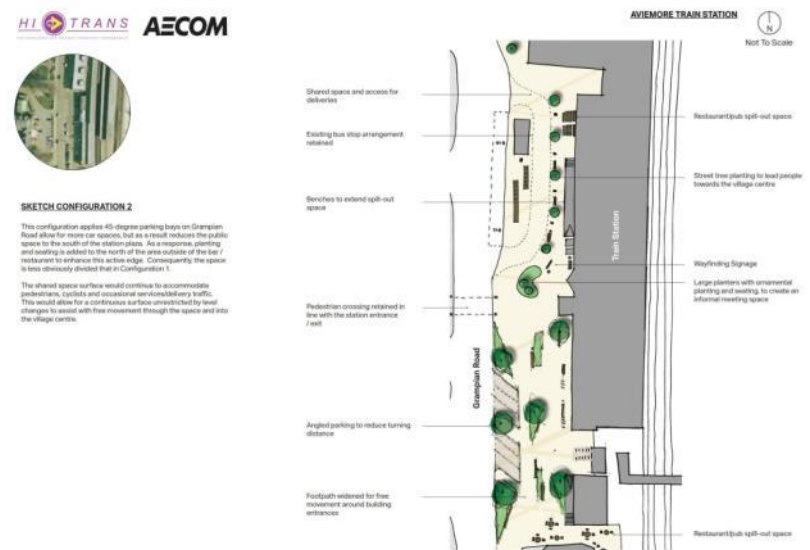 HI TRANS
AECOM
AVIEMORE TRAIN STATION
N
Not To Scale
SKETCH CONFIGURATION 2
This configuration applies 45-degree parking bays on Grampian
Road allow for more car spaces, but as a result reduces the public
space to the south of the station plaza. As a response, planting
and seating is added to the north of the area outside of the bar /
restaurant to enhance this active edge. Consequently, the space
is less obviously divided that in Configuration 1.
The shared space surface would continue to accommodate
pedestrians, cyclists and occasional services/delivery traffic.
This would allow for a continuous surface unrestricted by level
changes to assist with free movement through the space and into
the village centre.
Shared space and access for
deliveries
Existing bus stop arrangement
retained
Benches to extend spill-out
space
Pedestrian crossing retained in
line with the station entrance
/ exit
Angled parking to reduce turning
distance
Footpath widened for free
movement around building
entrances
Grampian Road
Train Station
Restaurant/pub spill-out space
Street tree planting to lead people
towards the village centre
Wayfinding Signage
Large planters with ornamental
planting and seating, to create an
informal meeting space
Restaurant/pub spill-out space